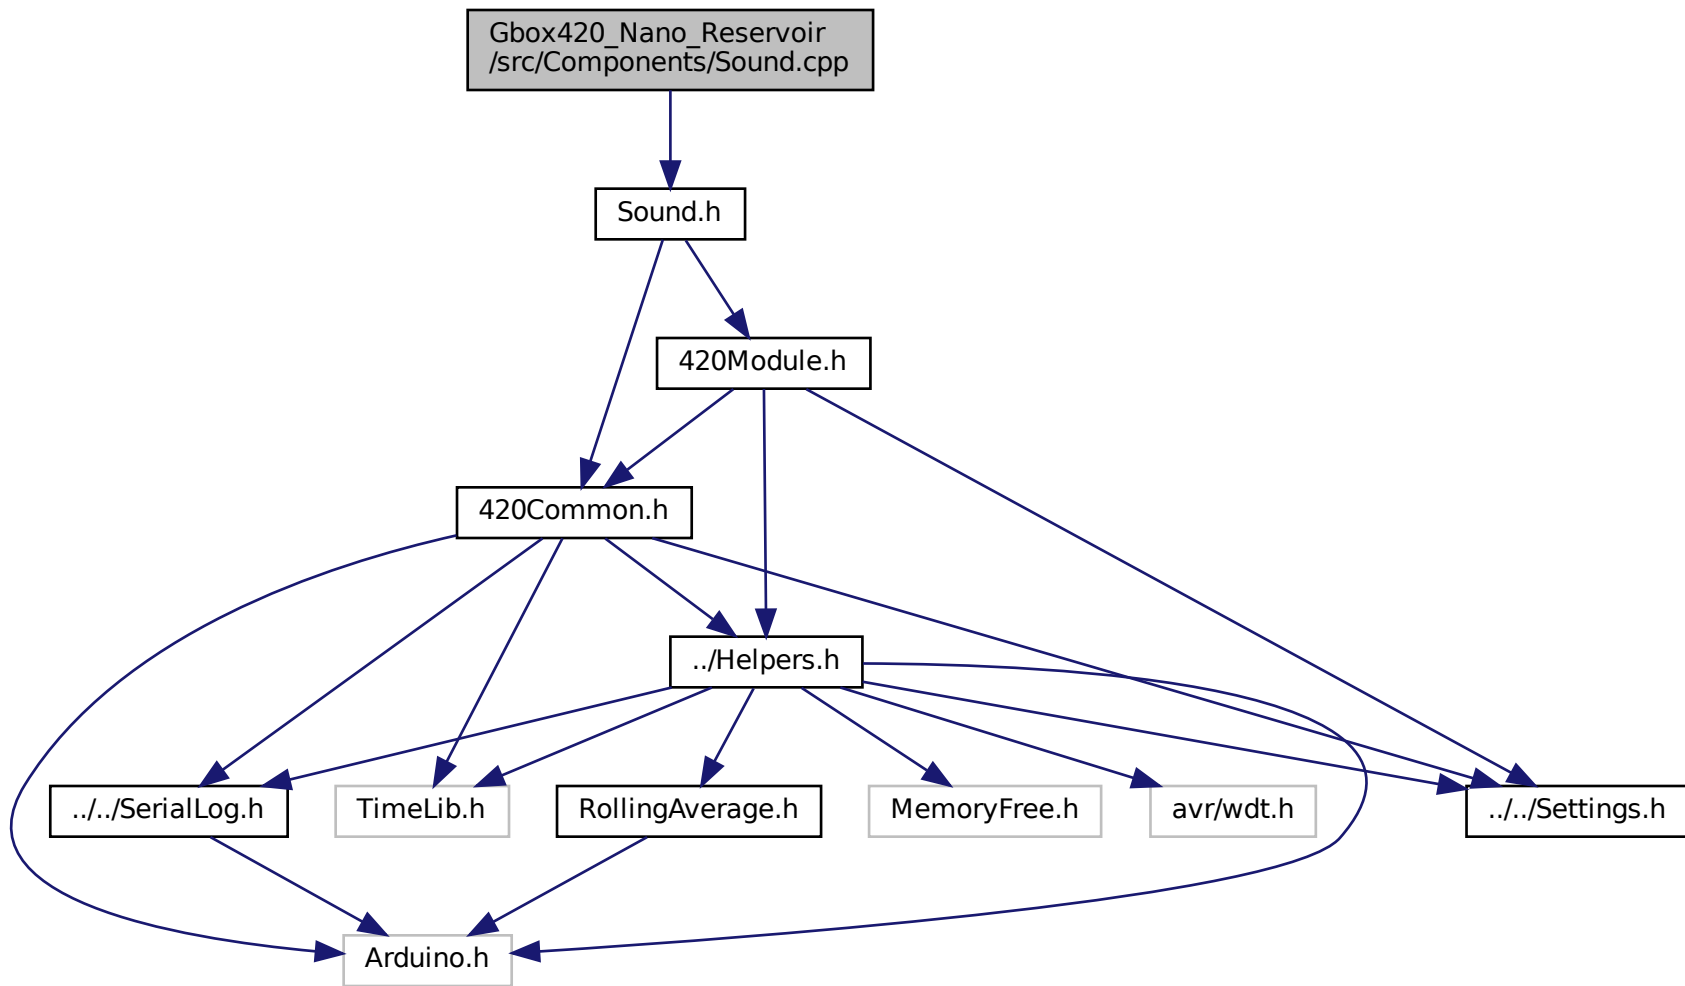 Gbox420_Nano_Reservoir
/src/Components/Sound.cpp
Sound.h
420Module.h
420Common.h
../Helpers.h
../../SerialLog.h
TimeLib.h
RollingAverage.h
MemoryFree.h
avr/wdt.h
../../Settings.h
Arduino.h